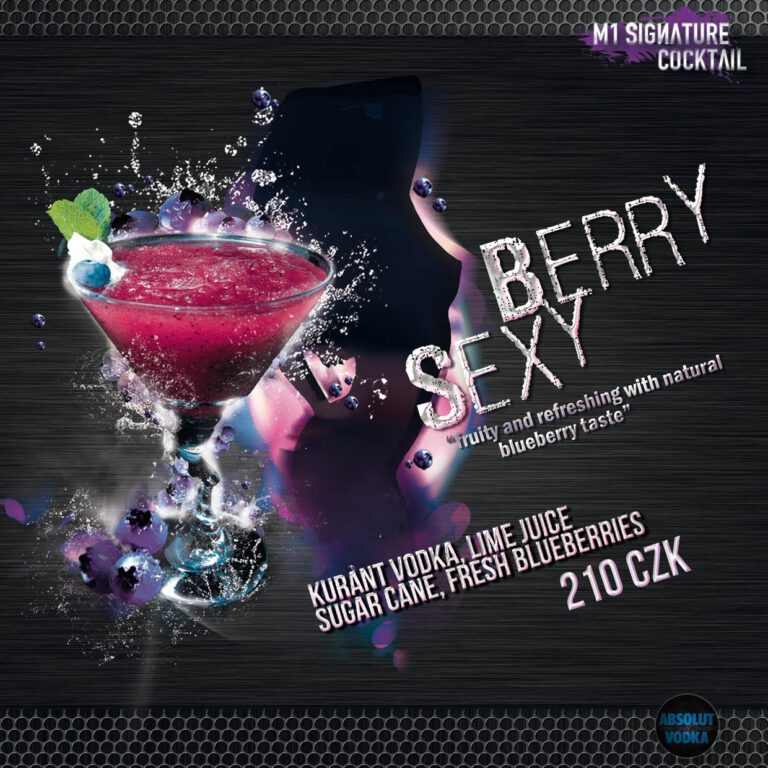 M1 SIGNATURE
COCKTAIL
BERRY
SEXY
“fruity and refreshing with natural
blueberry taste”
KURANT VODKA, LIME JUICE
SUGAR CANE, FRESH BLUEBERRIES
210 CZK
ABSOLUT
VODKA